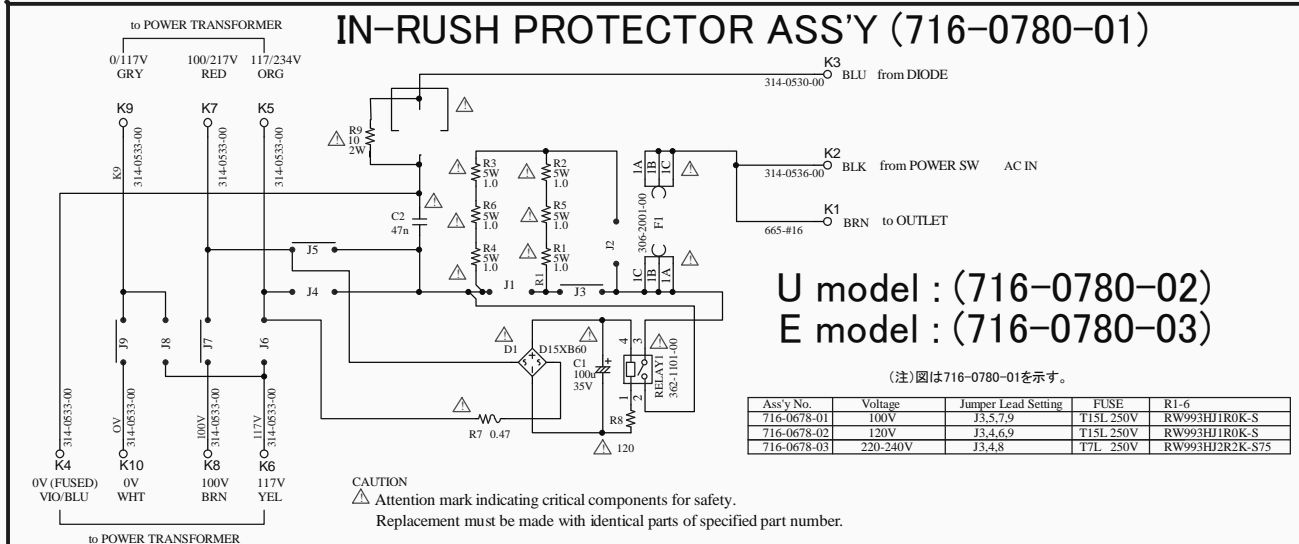 IN-RUSH PROTECTOR ASS'Y (716-0780-01)
to POWER TRANSFORMER
0/117V
GRY
100/217V
RED
117/234V
ORG
K9
K7
K5
314-0533-00
314-0533-00
314-0533-00
K9
R9
10
2W
C2
47n
K3
BLU from DIODE
314-0530-00
K2
BLK from POWER SW AC IN
314-0536-00
K1
BRN to OUTLET
665-#16
1A
1B
1C
F1
306-2001-00
1C
1B
1A
R3
5W
1.0
R2
5W
1.0
R6
5W
1.0
R5
5W
1.0
R4
5W
1.0
R1
5W
1.0
R1
J2
J5
J4
J1
J3
J9
J8
J7
J6
D1
D15XB60
C1
100u
35V
+
4
3
1
2
RELAY1
362-1101-00
R8
120
R7 0.47
U model : (716-0780-02)
E model : (716-0780-03)
(注)図は716-0780-01を示す。
Ass'y No. Voltage Jumper Lead Setting FUSE R1-6
716-0678-01 100V J3,5,7,9 T15L 250V RW993HJ1R0K-S
716-0678-02 120V J3,4,6,9 T15L 250V RW993HJ1R0K-S
716-0678-03 220-240V J3,4,8 T7L 250V RW993HJ2R2K-S75
314-0533-00
OV
314-0533-00
100V
314-0533-00
117V
314-0533-00
K4
0V (FUSED)
VIO/BLU
K10
0V
WHT
K8
100V
BRN
K6
117V
YEL
to POWER TRANSFORMER
CAUTION
Attention mark indicating critical components for safety.
Replacement must be made with identical parts of specified part number.